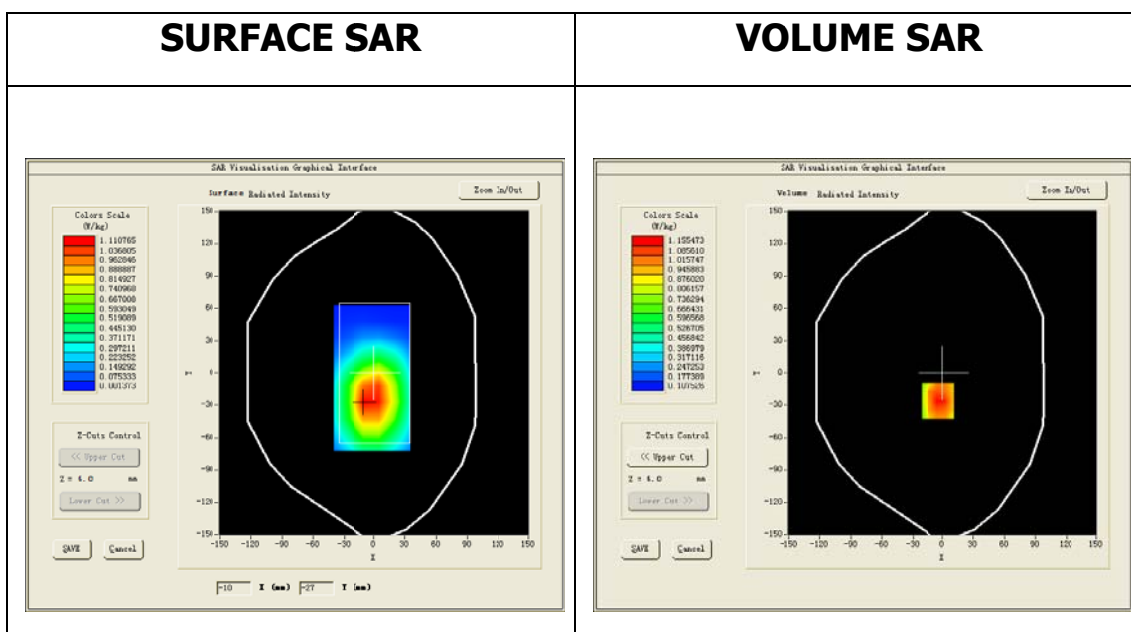 SURFACE SAR
SAR Visualisation Graphical Interface
Surface Radiated Intensity
Zoom In/Out
Colors Scale
(W/kg)
1.110765
1.036805
0.962846
0.888887
0.814927
0.740968
0.667008
0.593049
0.519089
0.445130
0.371171
0.297211
0.223252
0.149292
0.075333
0.001373
Z-Cuts Control
<< Upper Cut
Z = 4.0 mm
Lower Cut >>
SAVE Cancel
150
120
90
60
30
Y 0
-30
-60
-90
-120
-150
-150 -120 -90 -60 -30 0 30 60 90 120 150
X
-10 X (mm) -27 Y (mm)
VOLUME SAR
SAR Visualisation Graphical Interface
Volume Radiated Intensity
Zoom In/Out
Colors Scale
(W/kg)
1.155473
1.085610
1.015747
0.945883
0.876020
0.806157
0.736294
0.666431
0.596568
0.526705
0.456842
0.386979
0.317116
0.247253
0.177389
0.107526
Z-Cuts Control
<< Upper Cut
Z = 4.0 mm
Lower Cut >>
SAVE Cancel
150
120
90
60
30
Y 0
-30
-60
-90
-120
-150
-150 -120 -90 -60 -30 0 30 60 90 120 150
X